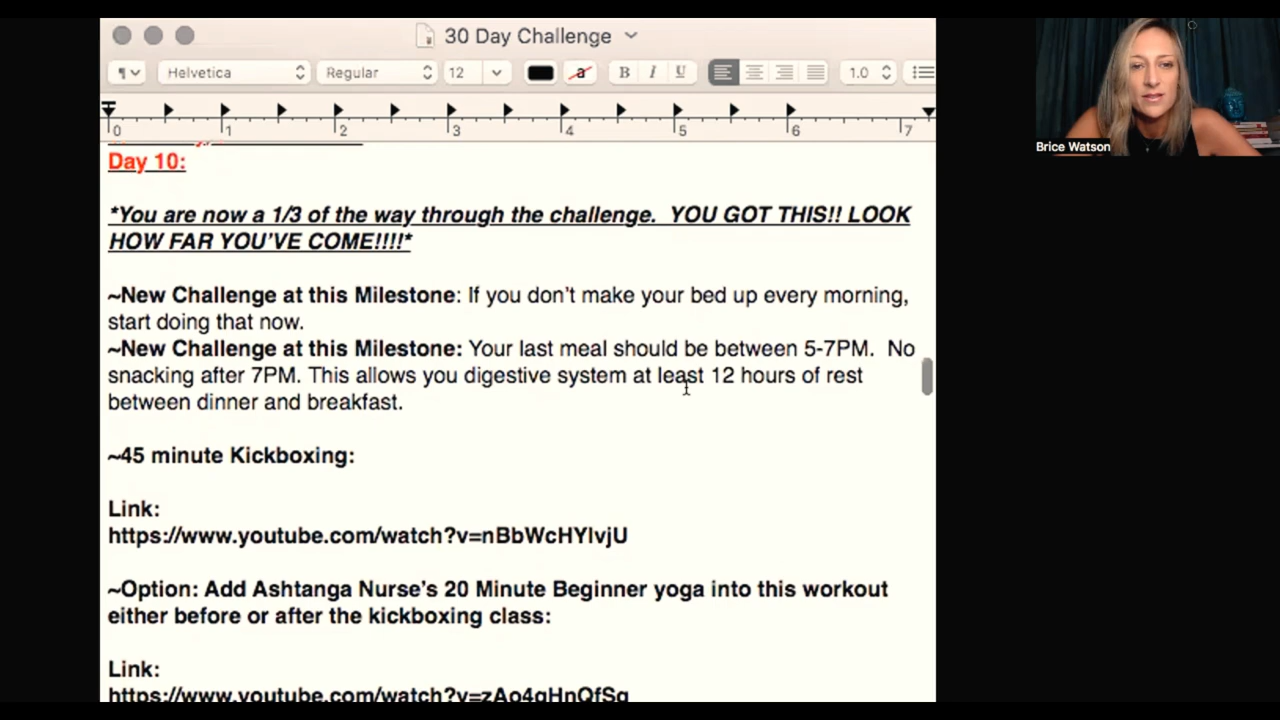 30 Day Challenge
Helvetica Regular 12 a B I U 1.0
0 1 2 3 4 5 6 7
Day 10:
*You are now a 1/3 of the way through the challenge.  YOU GOT THIS!! LOOK
HOW FAR YOU'VE COME!!!!*
~New Challenge at this Milestone: If you don't make your bed up every morning,
start doing that now.
~New Challenge at this Milestone: Your last meal should be between 5-7PM.  No
snacking after 7PM. This allows you digestive system at least 12 hours of rest
between dinner and breakfast.
~45 minute Kickboxing:
Link:
https://www.youtube.com/watch?v=nBbWcHYIvjU
~Option: Add Ashtanga Nurse's 20 Minute Beginner yoga into this workout
either before or after the kickboxing class:
Link:
Brice Watson